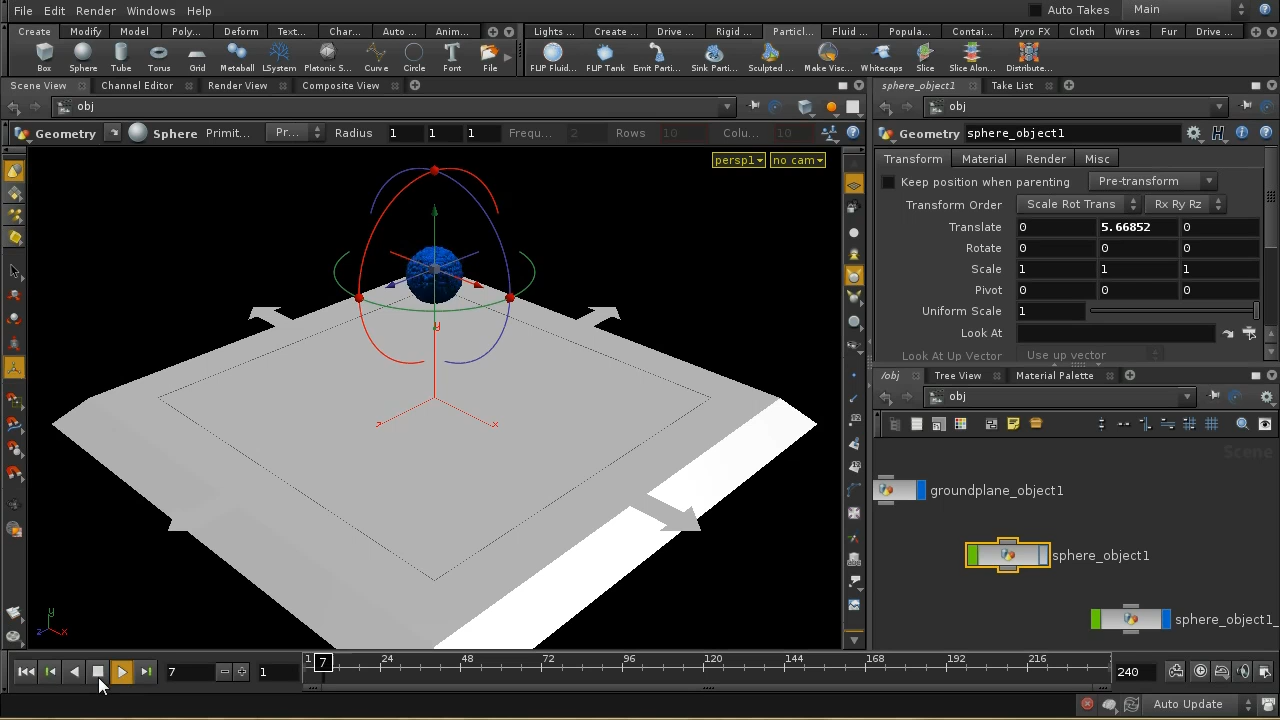 File Edit Render Windows Help Auto Takes Main
Create Modify Model Poly... Deform Text... Char... Auto ... Anim... Lights ... Create ... Drive ... Rigid ... Particl... Fluid ... Popula... Contai... Pyro FX Cloth Wires Fur Drive ...
Box Sphere Tube Torus Grid Metaball LSystem Platonic S... Curve Circle Font File FLIP Fluid... FLIP Tank Emit Parti... Sink Parti... Sculpted ... Make Visc... Whitecaps Slice Slice Alon... Distribute...
Scene View Channel Editor Render View Composite View sphere_object1 Take List
obj obj
Geometry Sphere Primit... Pr... Radius 1 1 1 Frequ... 2 Rows 10 Colu... 10 Geometry sphere_object1
persp1 no cam
Transform Material Render Misc
Keep position when parenting Pre-transform
Transform Order Scale Rot Trans Rx Ry Rz
Translate 0 5.66852 0
Rotate 0 0 0
Scale 1 1 1
Pivot 0 0 0
Uniform Scale 1
Look At
Look At Up Vector Use up vector
y
z x
/obj Tree View Material Palette
obj
Scene
groundplane_object1
sphere_object1
sphere_object1_
y
z x
7 1 1 7 24 48 72 96 120 144 168 192 216 240
Auto Update